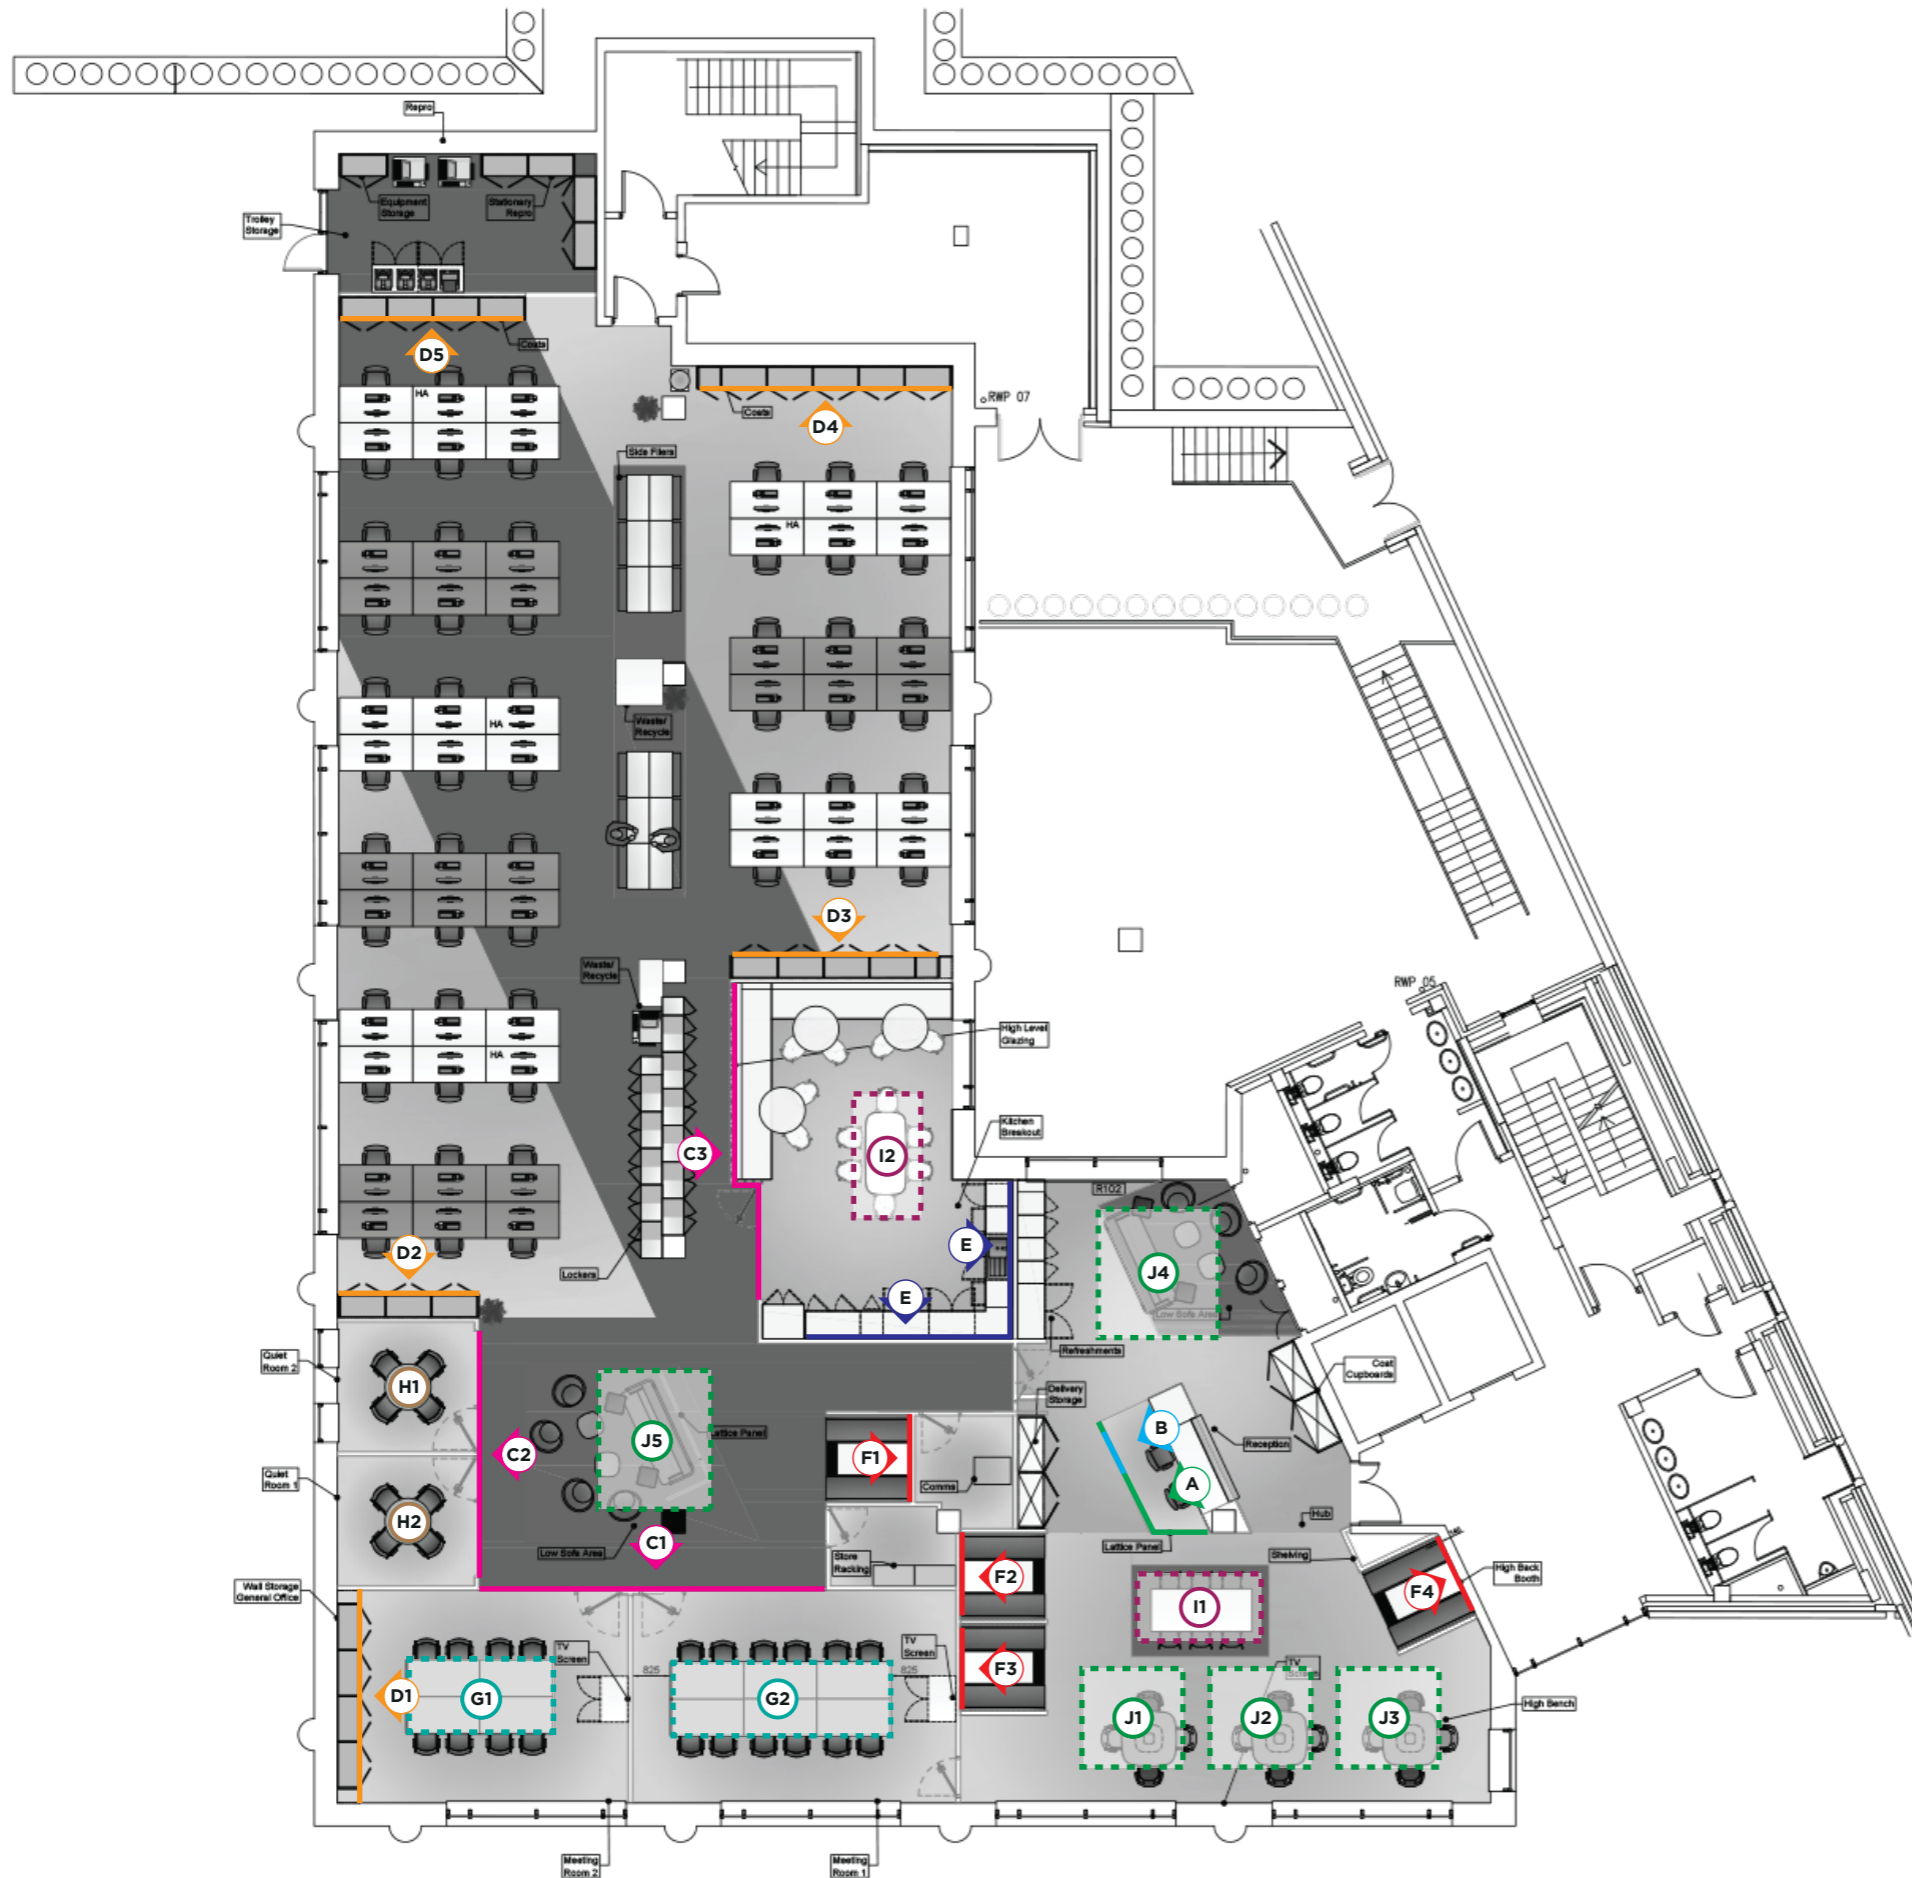 Repro
Equipment
Storage
Stationary
Repro
Trolley
Storage
D5
Coats
HA
D4
Coats
RWP 07
Side Filers
HA
Waste/
Recycle
HA
D3
Waste/
Recycle
RWP 05
High Level
Glazing
HA
Kitchen
Breakout
C3
I2
R102
D2
E
J4
Lockers
E
Low Sofa Area
Refreshments
Quiet
Room 2
H1
Coat
Cupboards
Delivery
Storage
B
Lattice Panel
J5
Reception
C2
F1
Quiet
Room 1
Comms
A
H2
Hub
C1
Low Sofa Area
Lattice Panel
Shelving
Store
Racking
F2
High Back
Booth
Wall Storage
General Office
F4
I1
TV
Screen
TV
Screen
F3
825
825
TV
Screen
D1
G1
G2
J1
J2
J3
High Bench
Meeting
Room 2
Meeting
Room 1